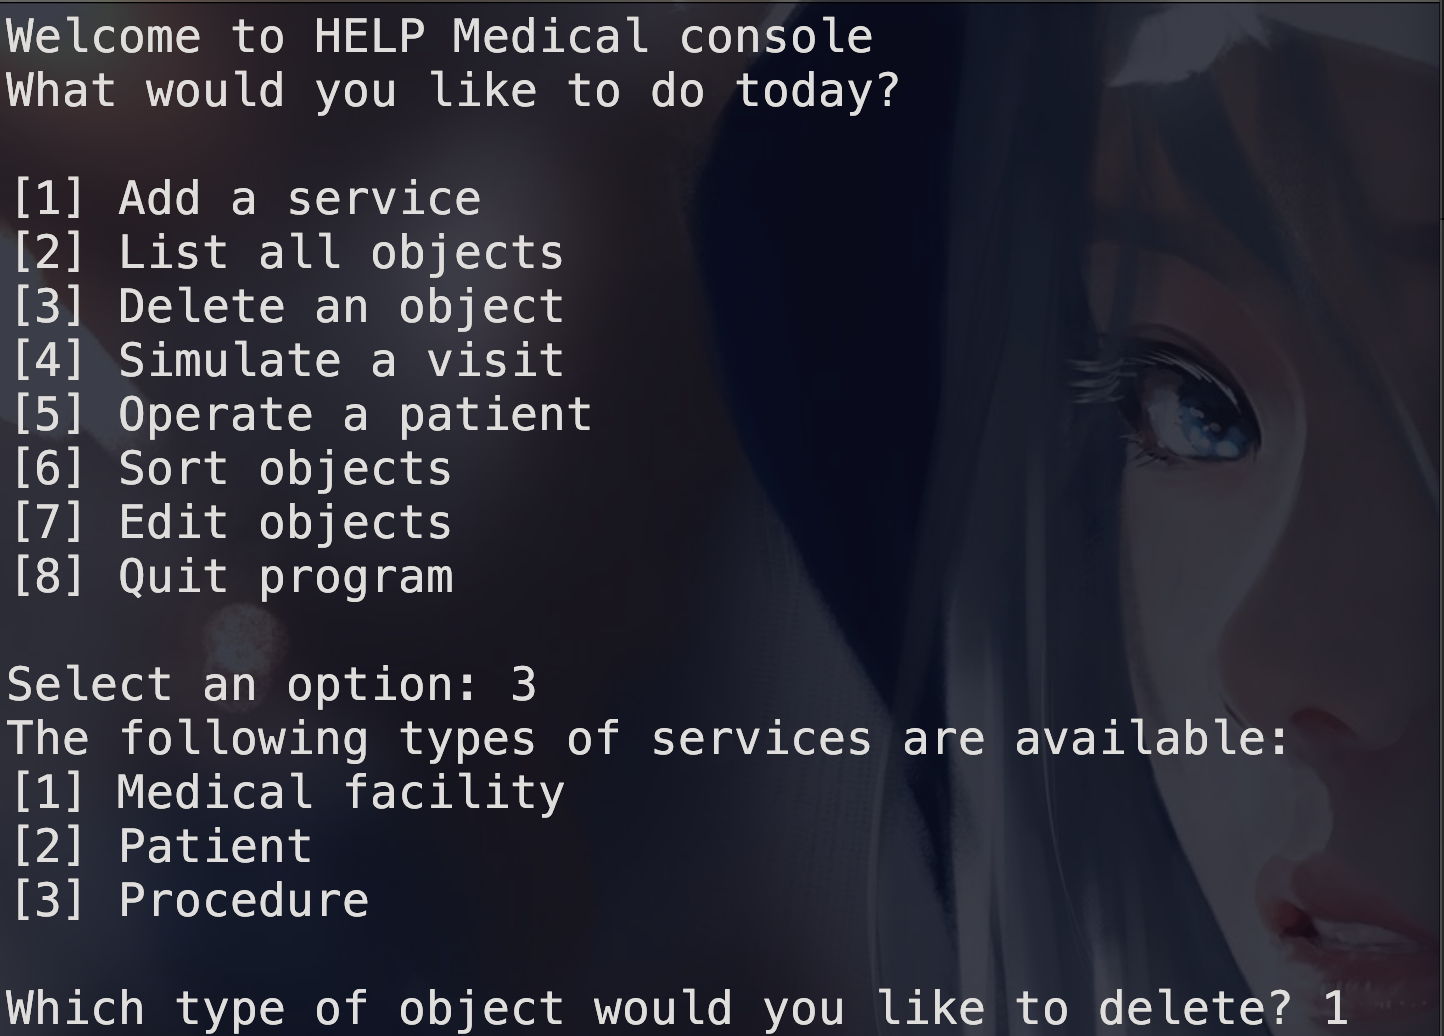 Welcome to HELP Medical console
What would you like to do today?
[1] Add a service
[2] List all objects
[3] Delete an object
[4] Simulate a visit
[5] Operate a patient
[6] Sort objects
[7] Edit objects
[8] Quit program
Select an option: 3
The following types of services are available:
[1] Medical facility
[2] Patient
[3] Procedure
Which type of object would you like to delete? 1